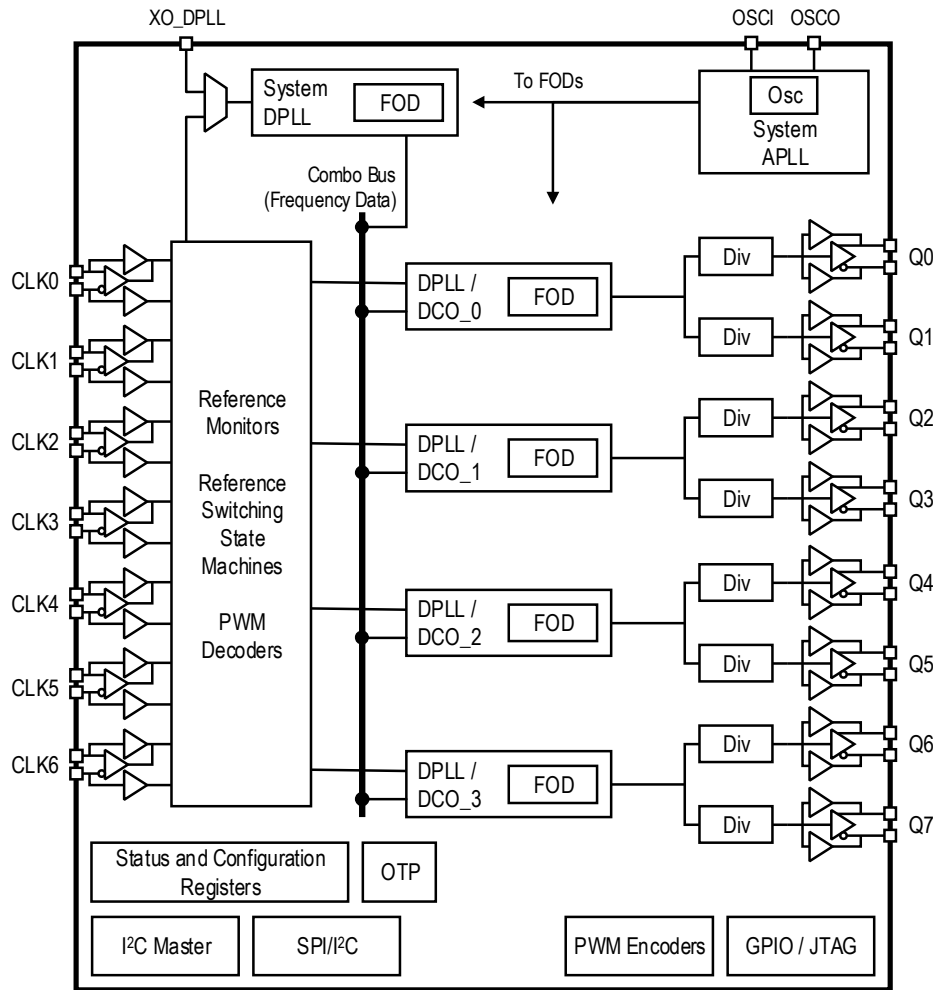 XO_DPLL
OSCI OSCO
System
DPLL
FOD
To FODs
Osc
System
APLL
Combo Bus
(Frequency Data)
CLK0
CLK1
CLK2
CLK3
CLK4
CLK5
CLK6
Reference
Monitors
Reference
Switching
State
Machines
PWM
Decoders
DPLL /
DCO_0
FOD
DPLL /
DCO_1
FOD
DPLL /
DCO_2
FOD
DPLL /
DCO_3
FOD
Div
Div
Div
Div
Div
Div
Div
Div
Q0
Q1
Q2
Q3
Q4
Q5
Q6
Q7
Status and Configuration
Registers
OTP
I²C Master
SPI/I²C
PWM Encoders
GPIO / JTAG